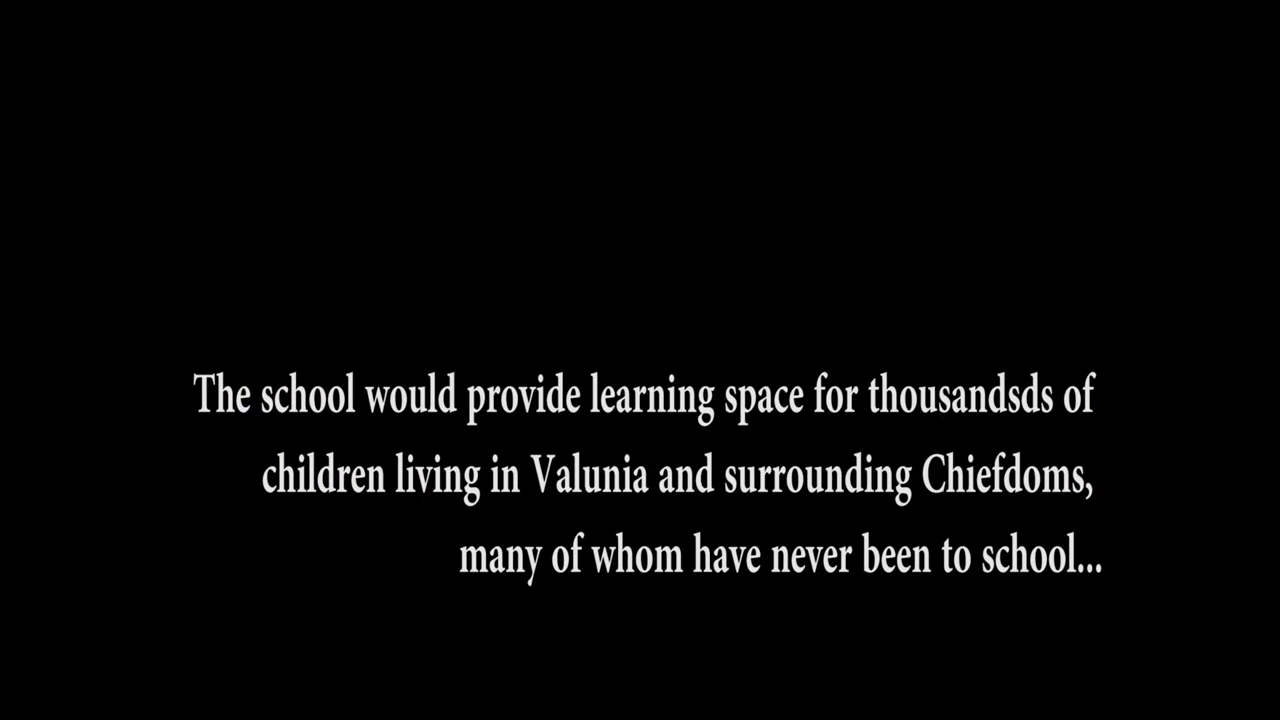 The school would provide learning space for thousandsds of
children living in Valunia and surrounding Chiefdoms,
many of whom have never been to school...